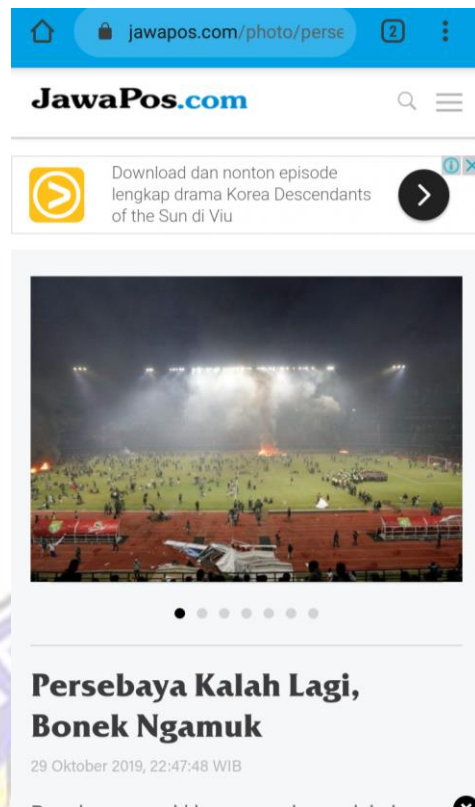 jawapos.com/photo/perse
2
JawaPos.com
Download dan nonton episode
lengkap drama Korea Descendants
of the Sun di Viu
Persebaya Kalah Lagi,
Bonek Ngamuk
29 Oktober 2019, 22:47:48 WIB